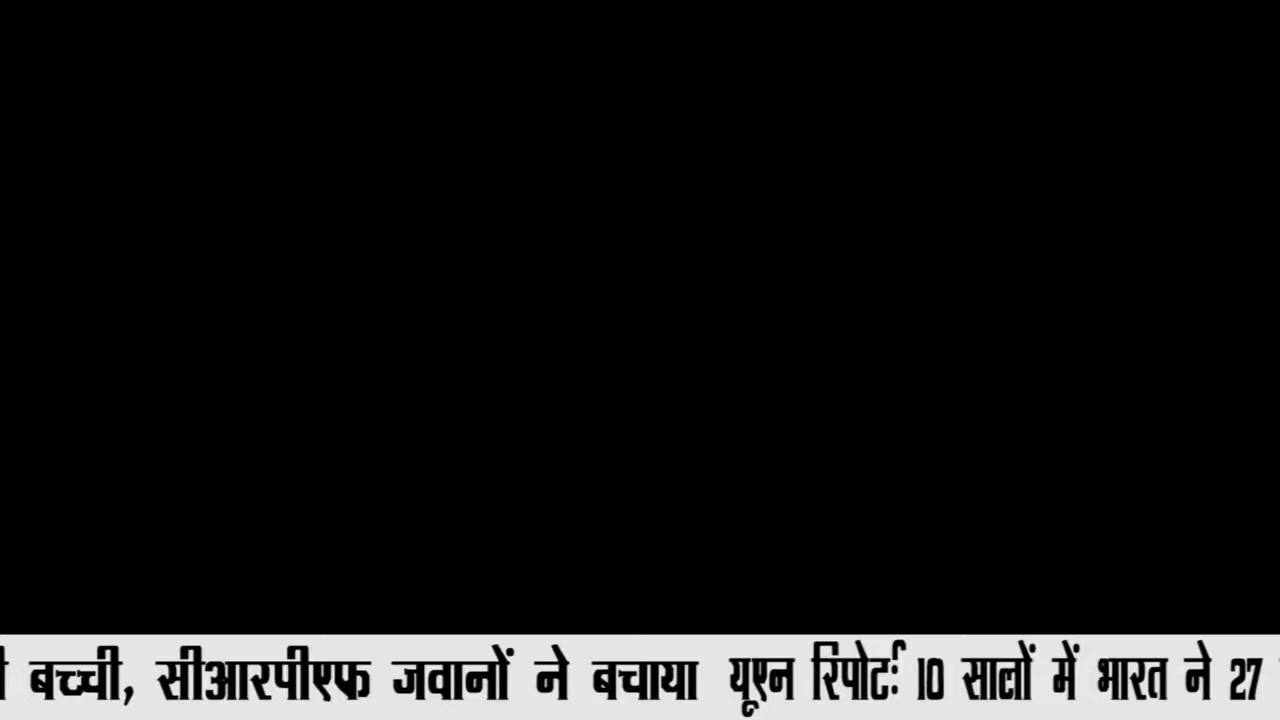 ी बच्ची, सीआरपीएफ जवानों ने बचाया यूएन रिपोर्ट: 10 सालों में भारत ने 27